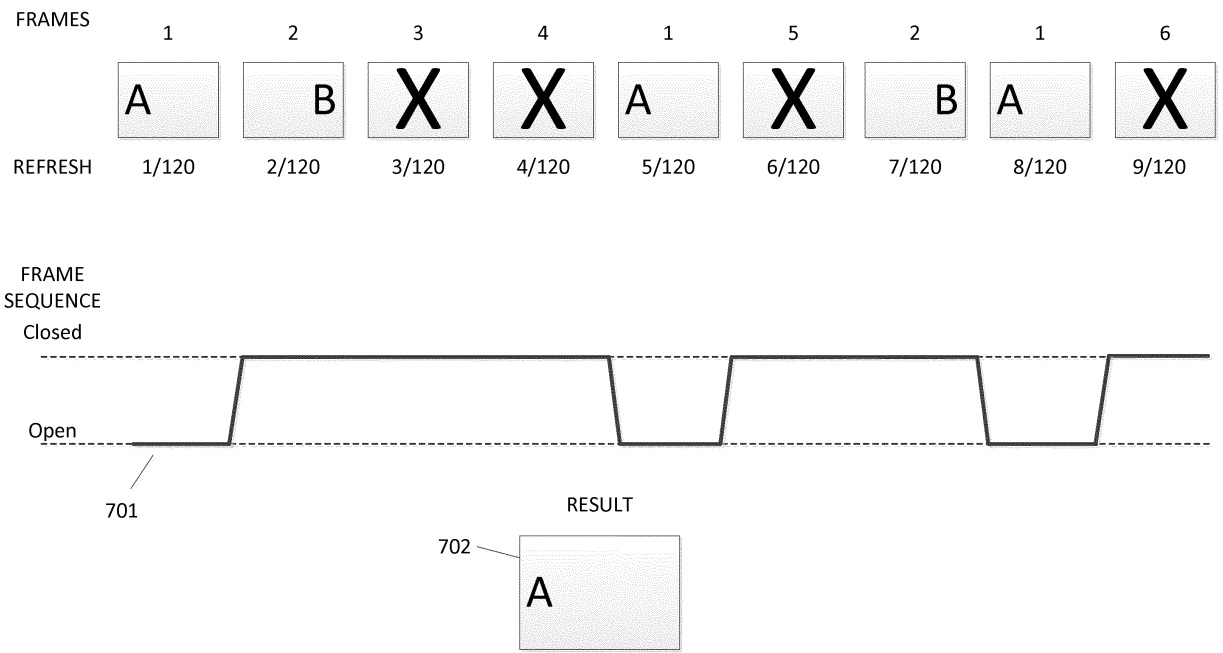 FRAMES
1 2 3 4 1 5 2 1 6
A B X X A X B A X
REFRESH 1/120 2/120 3/120 4/120 5/120 6/120 7/120 8/120 9/120
FRAME
SEQUENCE
Closed
Open
701
RESULT
702
A